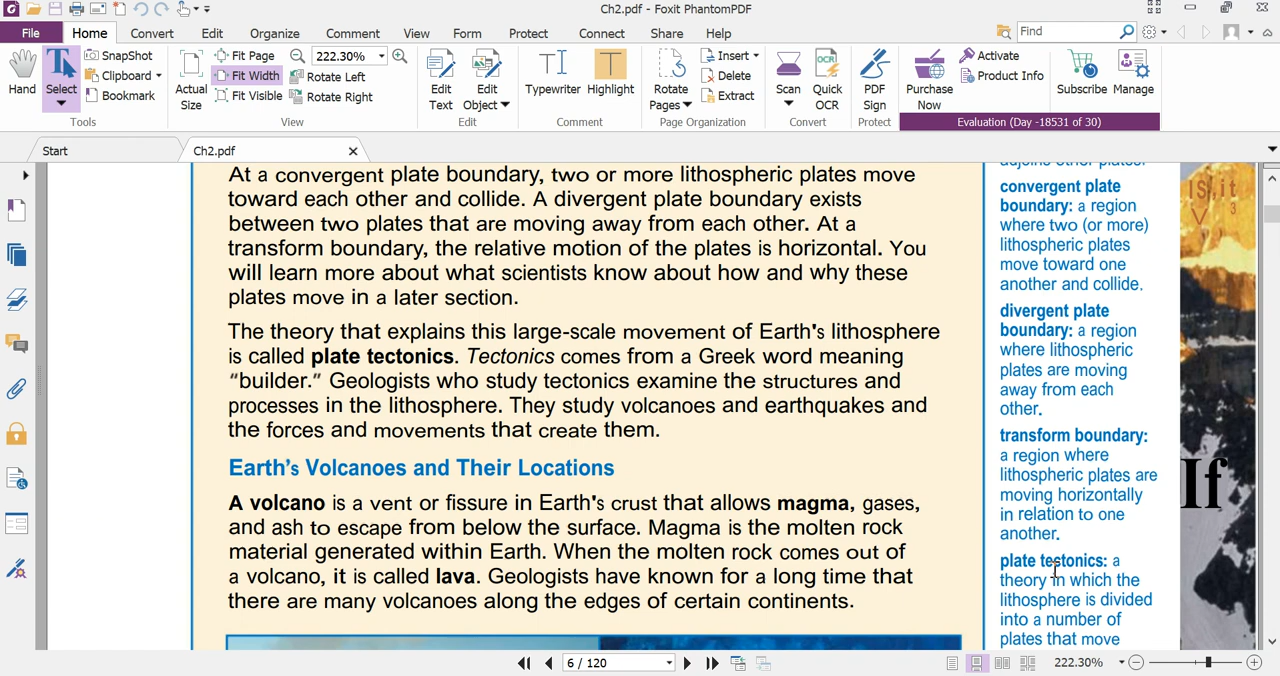 Ch2.pdf - Foxit PhantomPDF
File Home Convert Edit Organize Comment View Form Protect Connect Share Help Find
Hand
Select
SnapShot
Clipboard
Bookmark
Tools
Actual Size
Fit Page
Fit Width
Fit Visible
222.30%
Rotate Left
Rotate Right
View
Edit Text
Edit Object
Edit
Typewriter
Highlight
Comment
Rotate Pages
Insert
Delete
Extract
Page Organization
Scan
Quick OCR
Convert
PDF Sign
Protect
Purchase Now
Activate
Product Info
Subscribe
Manage
Evaluation (Day -18531 of 30)
Start
Ch2.pdf
At a convergent plate boundary, two or more lithospheric plates move
toward each other and collide. A divergent plate boundary exists
between two plates that are moving away from each other. At a
transform boundary, the relative motion of the plates is horizontal. You
will learn more about what scientists know about how and why these
plates move in a later section.
The theory that explains this large-scale movement of Earth's lithosphere
is called plate tectonics. Tectonics comes from a Greek word meaning
"builder." Geologists who study tectonics examine the structures and
processes in the lithosphere. They study volcanoes and earthquakes and
the forces and movements that create them.
Earth's Volcanoes and Their Locations
A volcano is a vent or fissure in Earth's crust that allows magma, gases,
and ash to escape from below the surface. Magma is the molten rock
material generated within Earth. When the molten rock comes out of
a volcano, it is called lava. Geologists have known for a long time that
there are many volcanoes along the edges of certain continents.
adjoins other plates.
convergent plate
boundary: a region
where two (or more)
lithospheric plates
move toward one
another and collide.
divergent plate
boundary: a region
where lithospheric
plates are moving
away from each
other.
transform boundary:
a region where
lithospheric plates are
moving horizontally
in relation to one
another.
plate tectonics: a
theory in which the
lithosphere is divided
into a number of
plates that move
If
6 / 120
222.30%